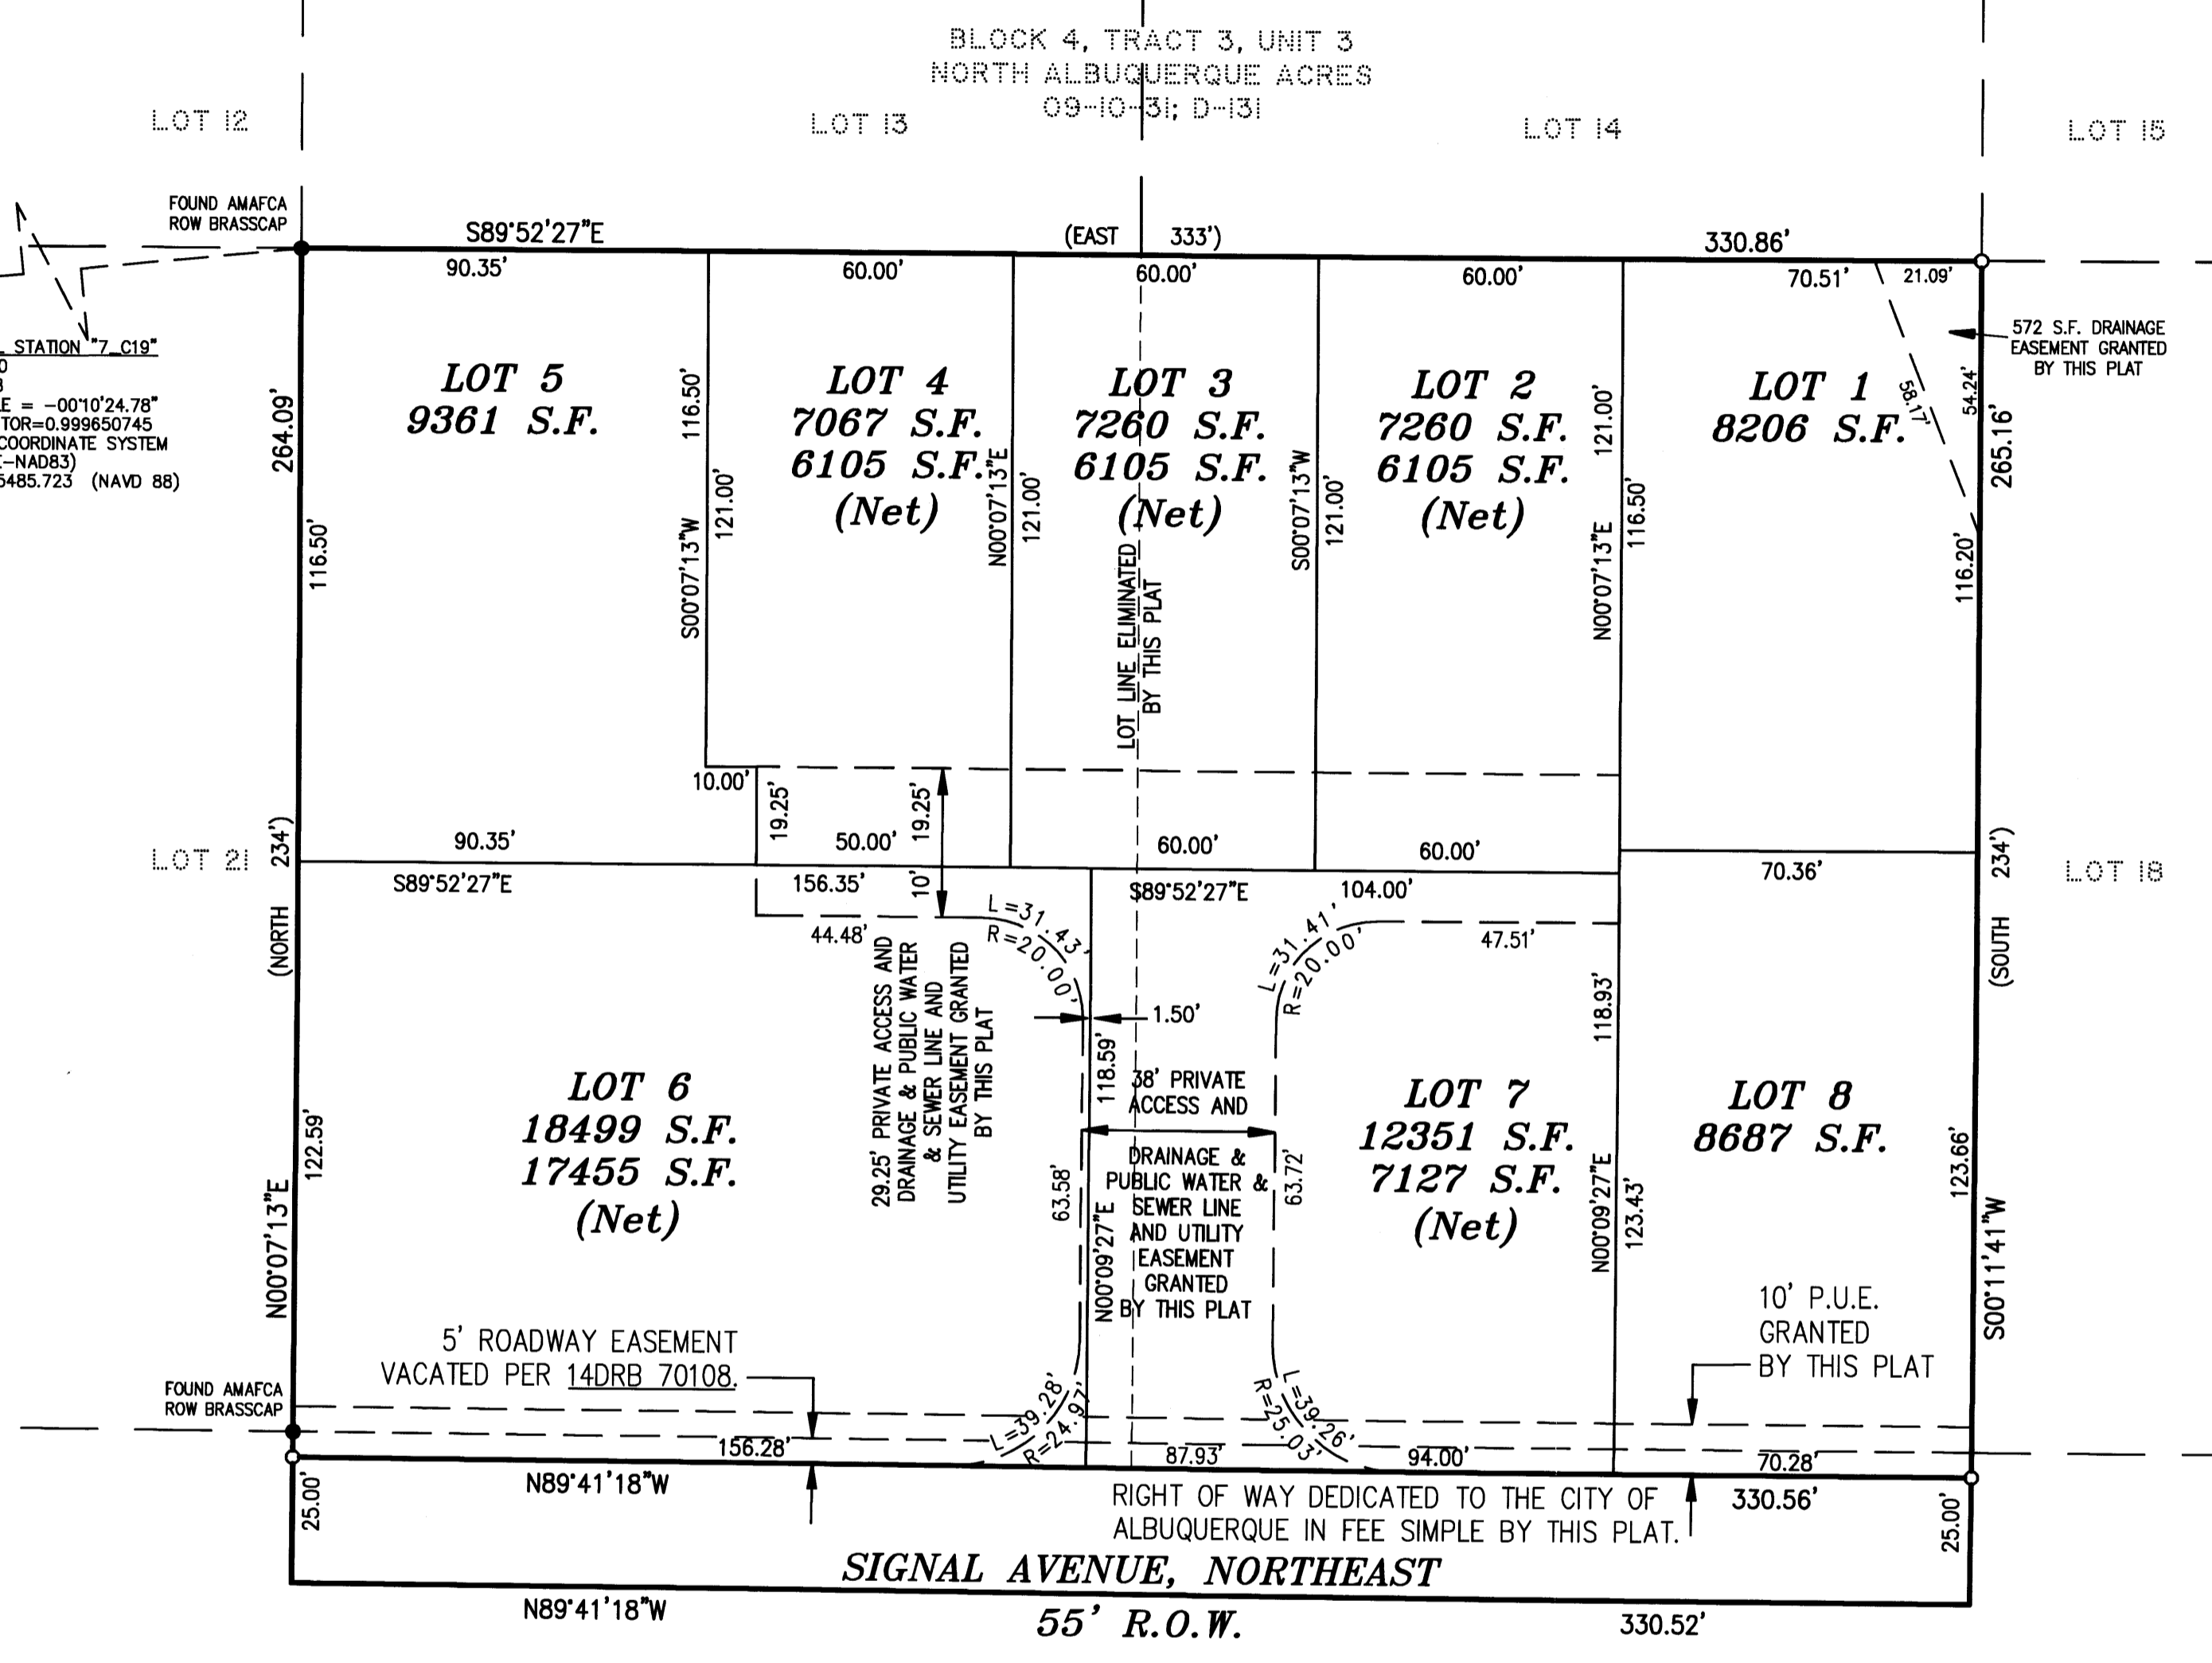 BLOCK 4, TRACT 3, UNIT 3
NORTH ALBUQUERQUE ACRES
09-10-31; D-131
LOT 12
LOT 13
LOT 14
LOT 15
FOUND AMAFCA
ROW BRASSCAP
S89°52'27"E
(EAST 333')
330.86'
90.35'
60.00'
60.00'
60.00'
70.51'
21.09'
572 S.F. DRAINAGE
EASEMENT GRANTED
BY THIS PLAT
STATION "7_C19"
E = -00°10'24.78"
TOR=0.999650745
COORDINATE SYSTEM
-NAD83)
5485.723 (NAVD 88)
LOT 5
9361 S.F.
LOT 4
7067 S.F.
6105 S.F.
(Net)
LOT 3
7260 S.F.
6105 S.F.
(Net)
LOT 2
7260 S.F.
6105 S.F.
(Net)
LOT 1
8206 S.F.
264.09'
116.50'
116.50'
121.00'
S00°07'13"W
N00°07'13"E
121.00'
S00°07'13"W
121.00'
121.00'
N00°07'13"E
116.50'
58.17'
54.24'
116.20'
265.16'
LOT LINE ELIMINATED
BY THIS PLAT
10.00'
19.25'
19.25'
10'
LOT 21
(NORTH 234')
90.35'
50.00'
60.00'
60.00'
70.36'
(SOUTH 234')
LOT 18
S89°52'27"E
156.35'
S89°52'27"E
104.00'
44.48'
L=31.43'
R=20.00'
L=31.41'
R=20.00'
47.51'
29.25' PRIVATE ACCESS AND
DRAINAGE & PUBLIC WATER
& SEWER LINE AND
UTILITY EASEMENT GRANTED
BY THIS PLAT
1.50'
118.59'
118.93'
38' PRIVATE
ACCESS AND
DRAINAGE &
PUBLIC WATER &
SEWER LINE
AND UTILITY
EASEMENT
GRANTED
BY THIS PLAT
LOT 6
18499 S.F.
17455 S.F.
(Net)
LOT 7
12351 S.F.
7127 S.F.
(Net)
LOT 8
8687 S.F.
122.59'
N00°07'13"E
63.58'
N00°09'27"E
63.72'
N00°09'27"E
123.43'
123.66'
S00°11'41"W
5' ROADWAY EASEMENT
VACATED PER 14DRB 70108.
10' P.U.E.
GRANTED
BY THIS PLAT
FOUND AMAFCA
ROW BRASSCAP
L=39.28'
R=24.97'
L=39.26'
R=25.03'
156.28'
87.93'
94.00'
70.28'
N89°41'18"W
330.56'
25.00'
RIGHT OF WAY DEDICATED TO THE CITY OF
ALBUQUERQUE IN FEE SIMPLE BY THIS PLAT.
25.00'
SIGNAL AVENUE, NORTHEAST
N89°41'18"W
55' R.O.W.
330.52'